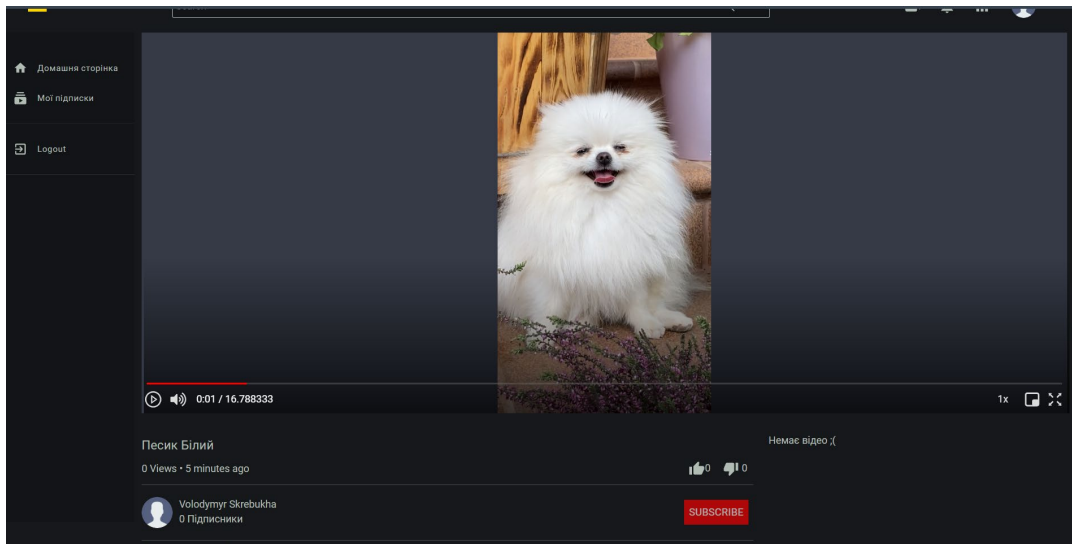 Домашня сторінка
Мої підписки
Logout
0:01 / 16.788333
1x
Песик Білий
0 Views • 5 minutes ago
0
0
Volodymyr Skrebukha
0 Підписники
SUBSCRIBE
Немає відео ;(